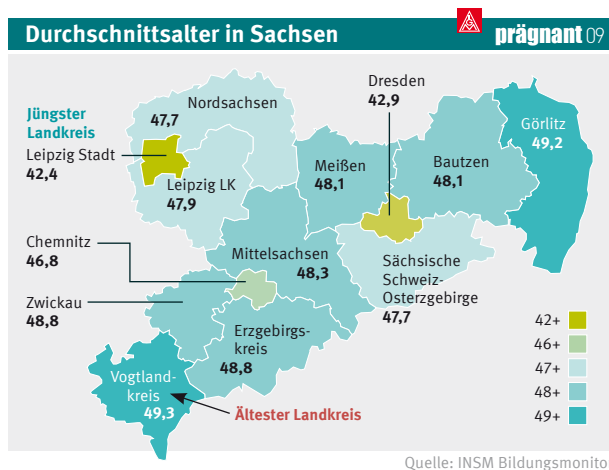 Durchschnittsalter in Sachsen
prägnant 09
Dresden
42,9
Nordsachsen
47,7
Jüngster
Landkreis
Leipzig Stadt
42,4
Leipzig LK
47,9
Meißen
48,1
Bautzen
48,1
Görlitz
49,2
Chemnitz
46,8
Mittelsachsen
48,3
Sächsische
Schweiz-
Osterzgebirge
47,7
Zwickau
48,8
Erzgebirgs-
kreis
48,8
Vogtland-
kreis
49,3
Ältester Landkreis
42+
46+
47+
48+
49+
Quelle: INSM Bildungsmonito